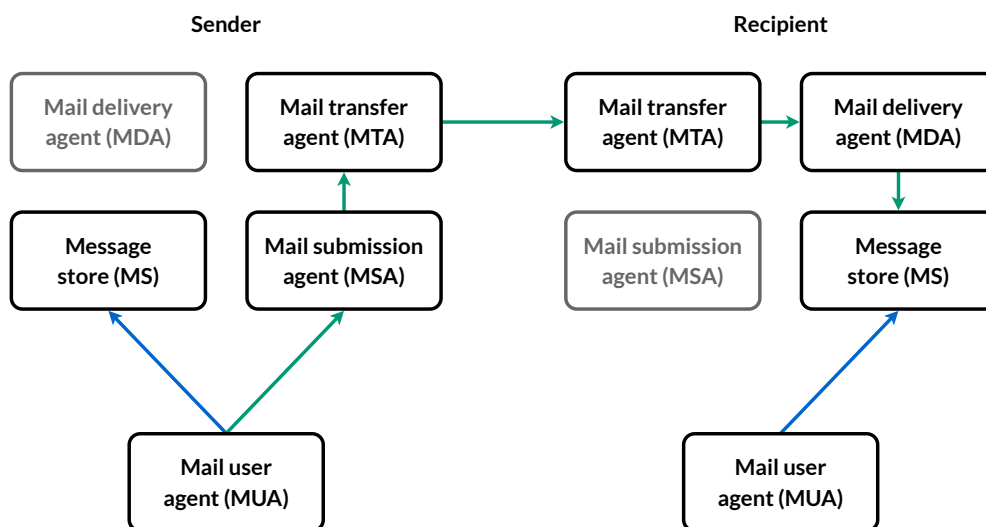 Sender
Recipient
Mail delivery
agent (MDA)
Mail transfer
agent (MTA)
Mail transfer
agent (MTA)
Mail delivery
agent (MDA)
Message
store (MS)
Mail submission
agent (MSA)
Mail submission
agent (MSA)
Message
store (MS)
Mail user
agent (MUA)
Mail user
agent (MUA)